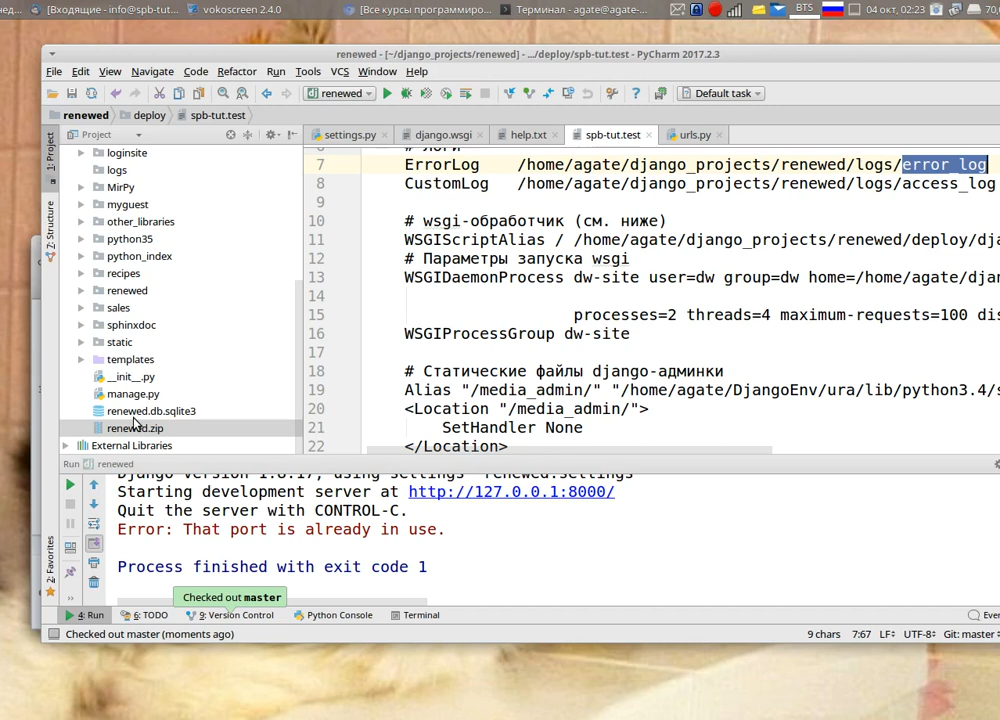 [Входящие - info@spb-tut...
vokoscreen 2.4.0
[Все курсы программиро...
Терминал - agate@agate-...
BTS
04 окт, 02:23
renewed - [~/django_projects/renewed] - .../deploy/spb-tut.test - PyCharm 2017.2.3
File Edit View Navigate Code Refactor Run Tools VCS Window Help
renewed
Default task
renewed deploy spb-tut.test
Project
settings.py django.wsgi help.txt spb-tut.test urls.py
1: Project
7: Structure
2: Favorites
loginsite
logs
MirPy
myguest
other_libraries
python35
python_index
recipes
renewed
sales
sphinxdoc
static
templates
__init__.py
manage.py
renewed.db.sqlite3
renewed.zip
External Libraries
# Логи
7 ErrorLog /home/agate/django_projects/renewed/logs/error_log
8 CustomLog /home/agate/django_projects/renewed/logs/access_log
9
10 # wsgi-обработчик (см. ниже)
11 WSGIScriptAlias / /home/agate/django_projects/renewed/deploy/dj
12 # Параметры запуска wsgi
13 WSGIDaemonProcess dw-site user=dw group=dw home=/home/agate/djan
14
15 processes=2 threads=4 maximum-requests=100 dis
16 WSGIProcessGroup dw-site
17
18 # Статические файлы django-админки
19 Alias "/media_admin/" "/home/agate/DjangoEnv/ura/lib/python3.4/s
20 <Location "/media_admin/">
21 SetHandler None
22 </Location>
Run renewed
Starting development server at http://127.0.0.1:8000/
Quit the server with CONTROL-C.
Error: That port is already in use.
Process finished with exit code 1
Checked out master
4: Run 6: TODO 9: Version Control Python Console Terminal
Checked out master (moments ago)
9 chars 7:67 LF÷ UTF-8÷ Git: master÷